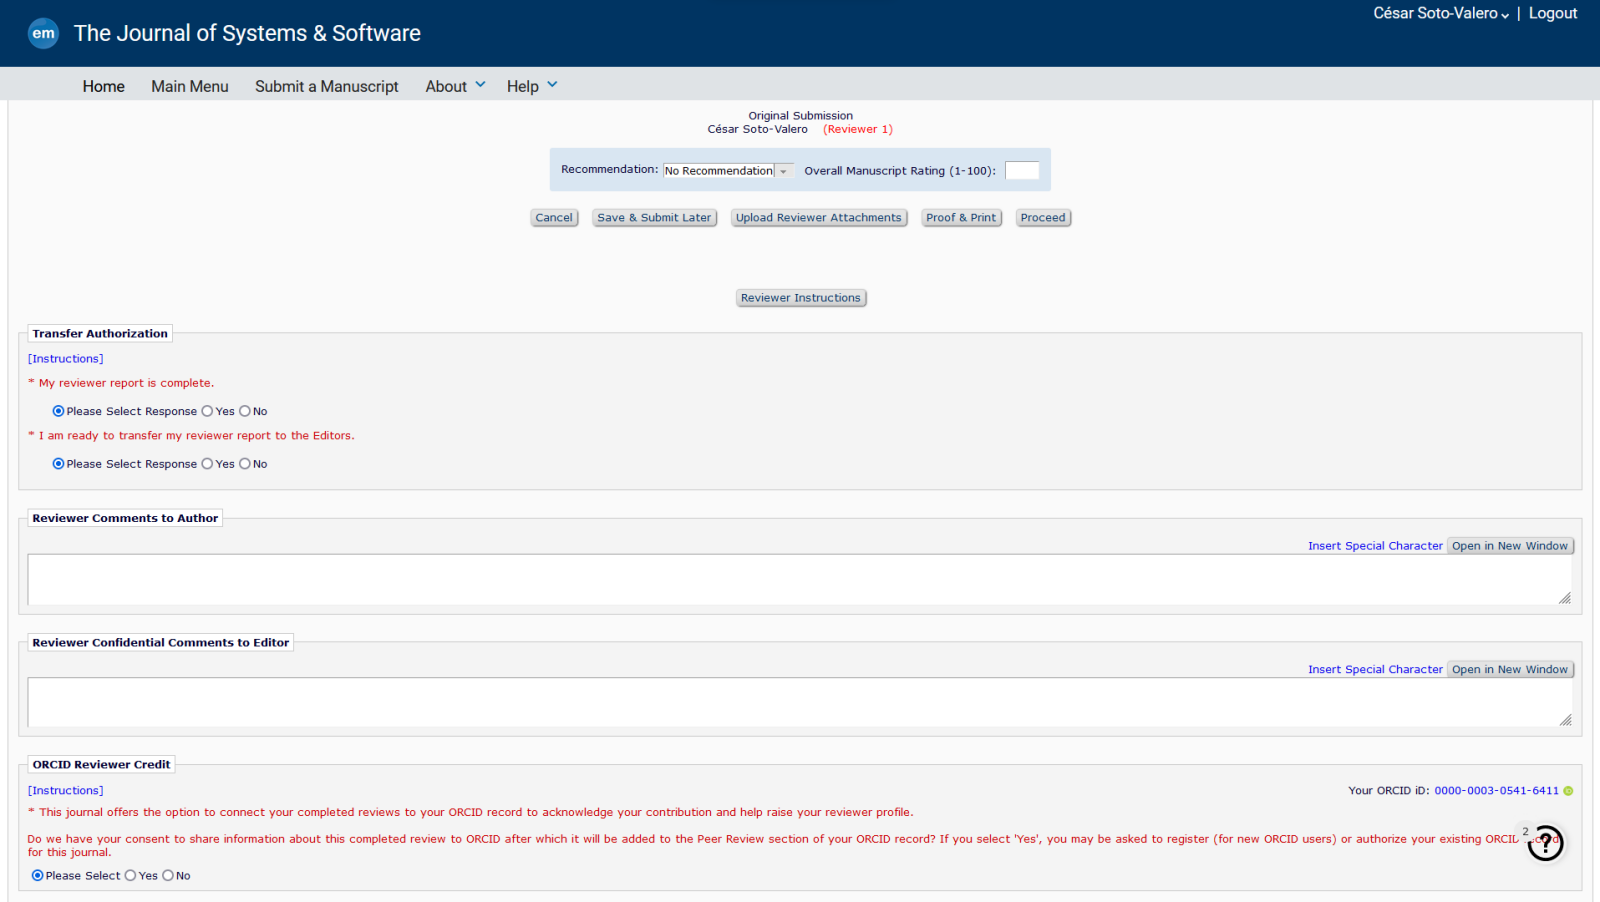 em The Journal of Systems & Software
César Soto-Valero | Logout
Home Main Menu Submit a Manuscript About Help
Original Submission
César Soto-Valero (Reviewer 1)
Recommendation: No Recommendation Overall Manuscript Rating (1-100):
Cancel Save & Submit Later Upload Reviewer Attachments Proof & Print Proceed
Reviewer Instructions
Transfer Authorization
[Instructions]
* My reviewer report is complete.
Please Select Response Yes No
* I am ready to transfer my reviewer report to the Editors.
Please Select Response Yes No
Reviewer Comments to Author
Insert Special Character Open in New Window
Reviewer Confidential Comments to Editor
Insert Special Character Open in New Window
ORCID Reviewer Credit
[Instructions] Your ORCID iD: 0000-0003-0541-6411 iD
* This journal offers the option to connect your completed reviews to your ORCID record to acknowledge your contribution and help raise your reviewer profile.
Do we have your consent to share information about this completed review to ORCID after which it will be added to the Peer Review section of your ORCID record? If you select 'Yes', you may be asked to register (for new ORCID users) or authorize your existing ORCID
for this journal.
2 ?
Please Select Yes No